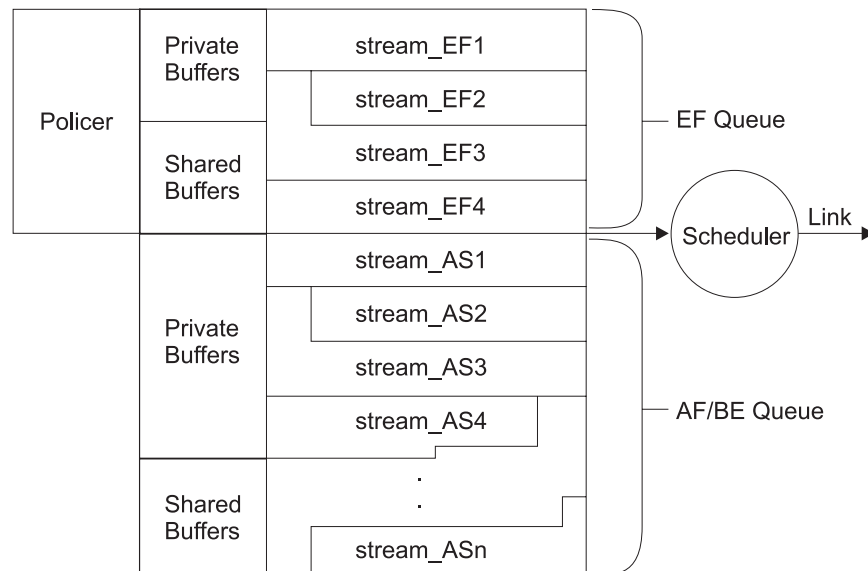 Policer
Private
Buffers
Shared
Buffers
stream_EF1
stream_EF2
stream_EF3
stream_EF4
EF Queue
Private
Buffers
Shared
Buffers
stream_AS1
stream_AS2
stream_AS3
stream_AS4
.
.
stream_ASn
AF/BE Queue
Scheduler
Link